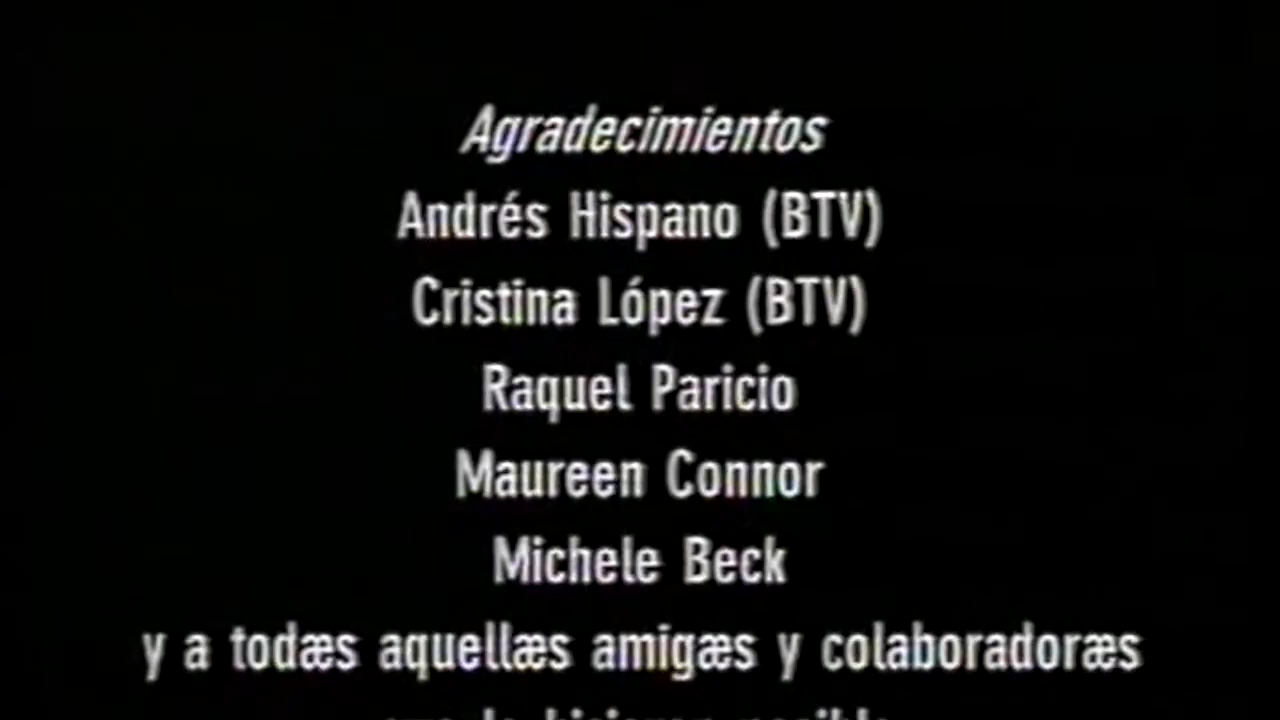 Agradecimientos
Andrés Hispano (BTV)
Cristina López (BTV)
Raquel Paricio
Maureen Connor
Michele Beck
y a todæs aquellæs amigæs y colaboradoræs